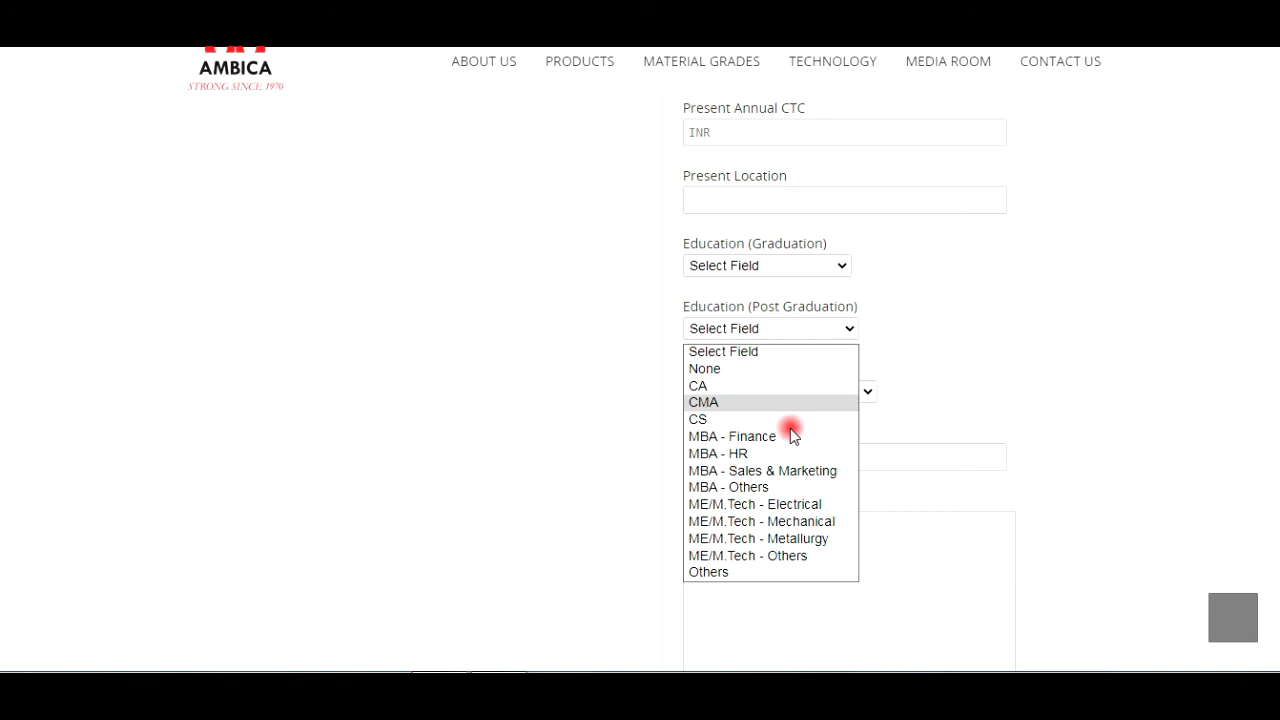 AMBICA
STRONG SINCE 1970
ABOUT US PRODUCTS MATERIAL GRADES TECHNOLOGY MEDIA ROOM CONTACT US
Present Annual CTC
INR
Present Location
Education (Graduation)
Select Field
Education (Post Graduation)
Select Field
Select Field
None
CA
CMA
CS
MBA - Finance
MBA - HR
MBA - Sales & Marketing
MBA - Others
ME/M.Tech - Electrical
ME/M.Tech - Mechanical
ME/M.Tech - Metallurgy
ME/M.Tech - Others
Others